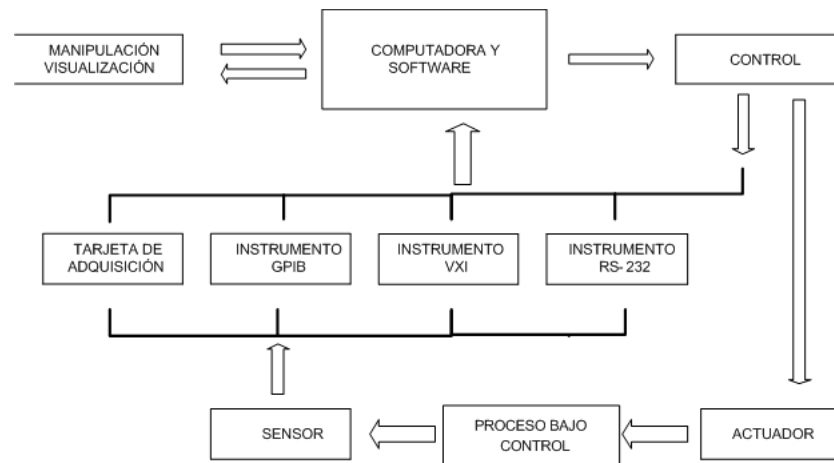 MANIPULACIÓN
VISUALIZACIÓN
COMPUTADORA Y
SOFTWARE
CONTROL
TARJETA DE
ADQUISICIÓN
INSTRUMENTO
GPIB
INSTRUMENTO
VXI
INSTRUMENTO
RS-232
SENSOR
PROCESO BAJO
CONTROL
ACTUADOR